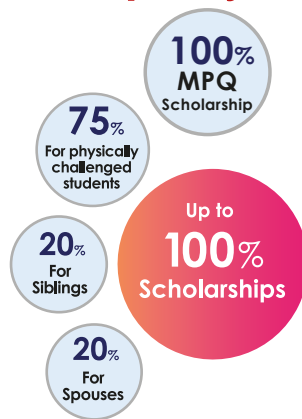 100%
MPQ
Scholarship
75%
For physically
challenged
students
20%
For
Siblings
Up to
100%
Scholarships
20%
For
Spouses